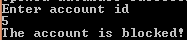 Enter account id
5
The account is blocked!